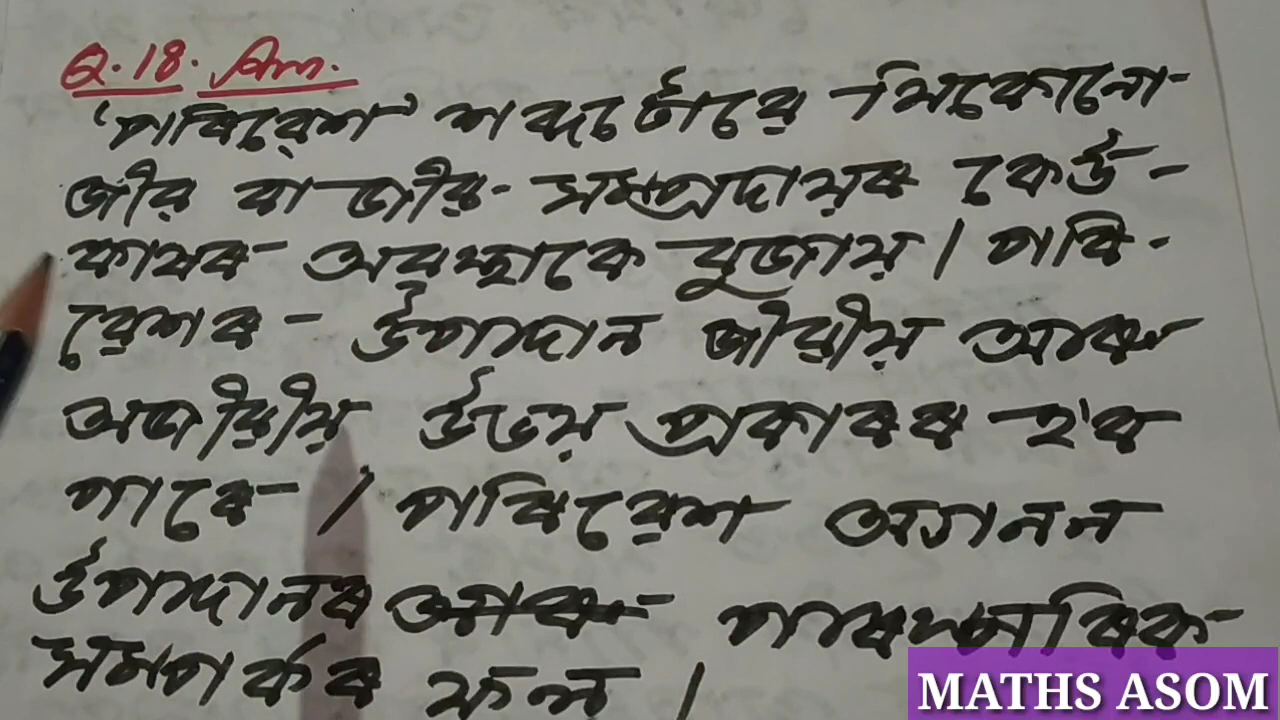 Q.18. Ans.
'পৰিৱেশ' শব্দটোৱে যিকোনো
জীৱ বা জীৱ- সম্প্ৰদায়ৰ কেউ-
কাষৰ অৱস্থাকে বুজায়। পৰি-
ৱেশৰ উপাদান জীৱীয় আৰু
অজীৱীয় উভয় প্ৰকাৰৰ হ'ব
পাৰে। পৰিৱেশ অগনন
উপাদানৰ পাৰস্পৰিক
সম্পৰ্কৰ ফল।
MATHS ASOM